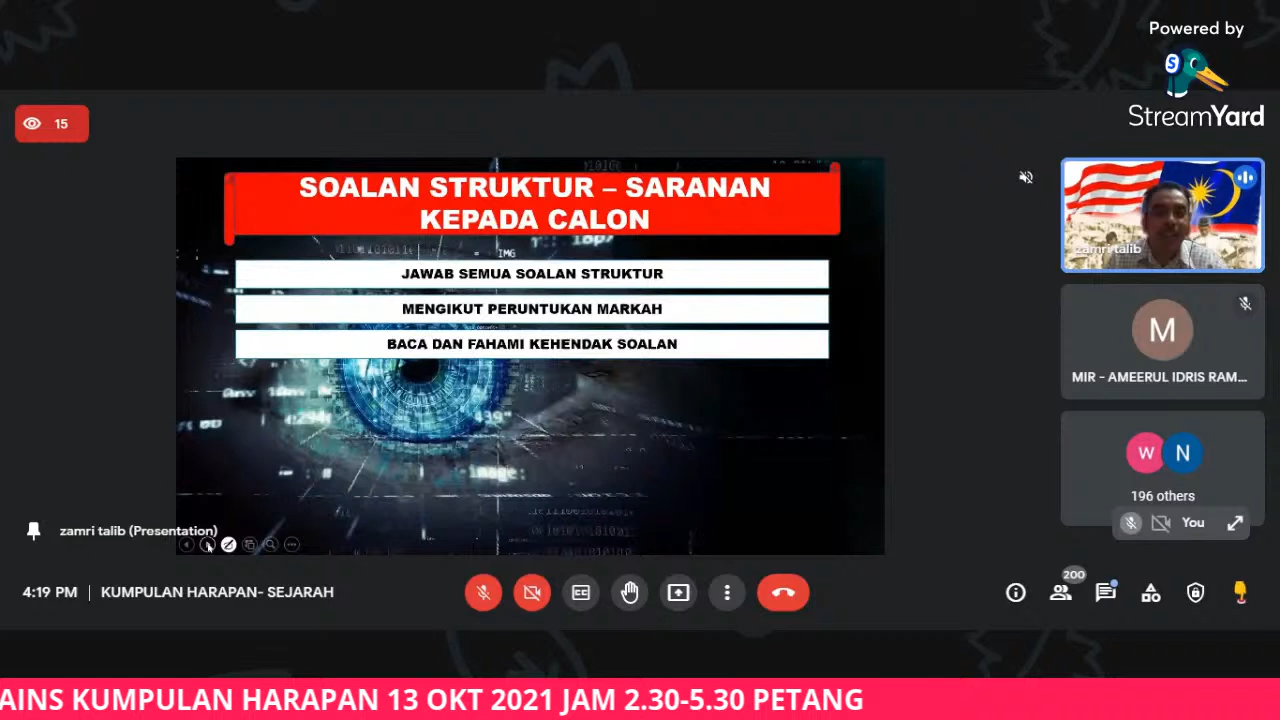 Powered by
StreamYard
15
SOALAN STRUKTUR – SARANAN
KEPADA CALON
IMG
JAWAB SEMUA SOALAN STRUKTUR
MENGIKUT PERUNTUKAN MARKAH
BACA DAN FAHAMI KEHENDAK SOALAN
439"
zamri talib
M
MIR - AMEERUL IDRIS RAM...
W
N
196 others
You
zamri talib (Presentation)
4:19 PM | KUMPULAN HARAPAN- SEJARAH
200
AINS KUMPULAN HARAPAN 13 OKT 2021 JAM 2.30-5.30 PETANG